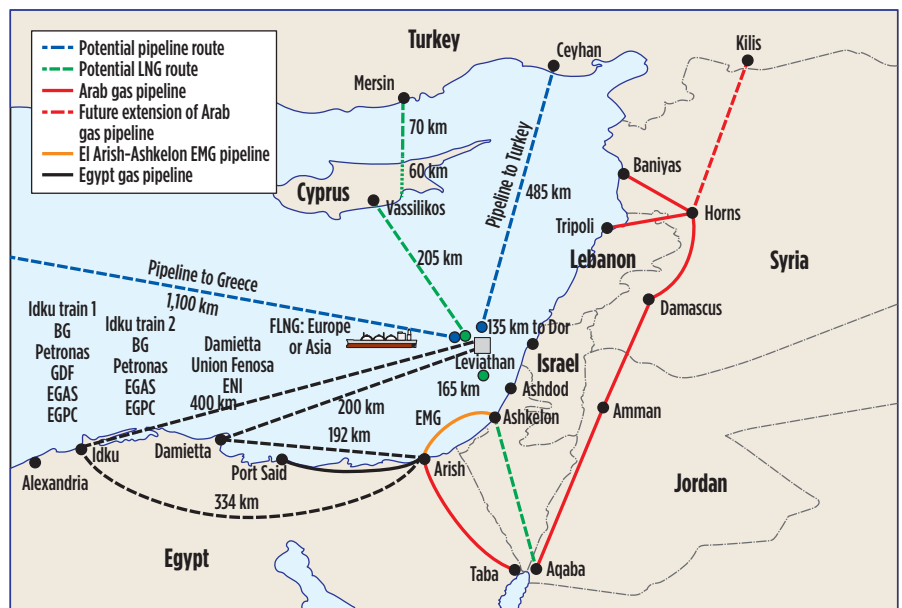 Potential pipeline route
Potential LNG route
Arab gas pipeline
Future extension of Arab
gas pipeline
El Arish-Ashkelon EMG pipeline
Egypt gas pipeline
Turkey
Ceyhan
Kilis
Mersin
70 km
60 km
Cyprus
Vassilikos
Pipeline to Turkey
485 km
Baniyas
Tripoli
Horns
Lebanon
Syria
205 km
Pipeline to Greece
1,100 km
Damascus
Idku train 1
BG
Petronas
GDF
EGAS
EGPC
Idku train 2
BG
Petronas
EGAS
EGPC
Damietta
Union Fenosa
ENI
400 km
FLNG: Europe
or Asia
135 km to Dor
Leviathan
Israel
165 km
Ashdod
200 km
EMG
Ashkelon
Amman
192 km
Idku
Damietta
Port Said
Arish
Alexandria
334 km
Jordan
Egypt
Taba
Aqaba